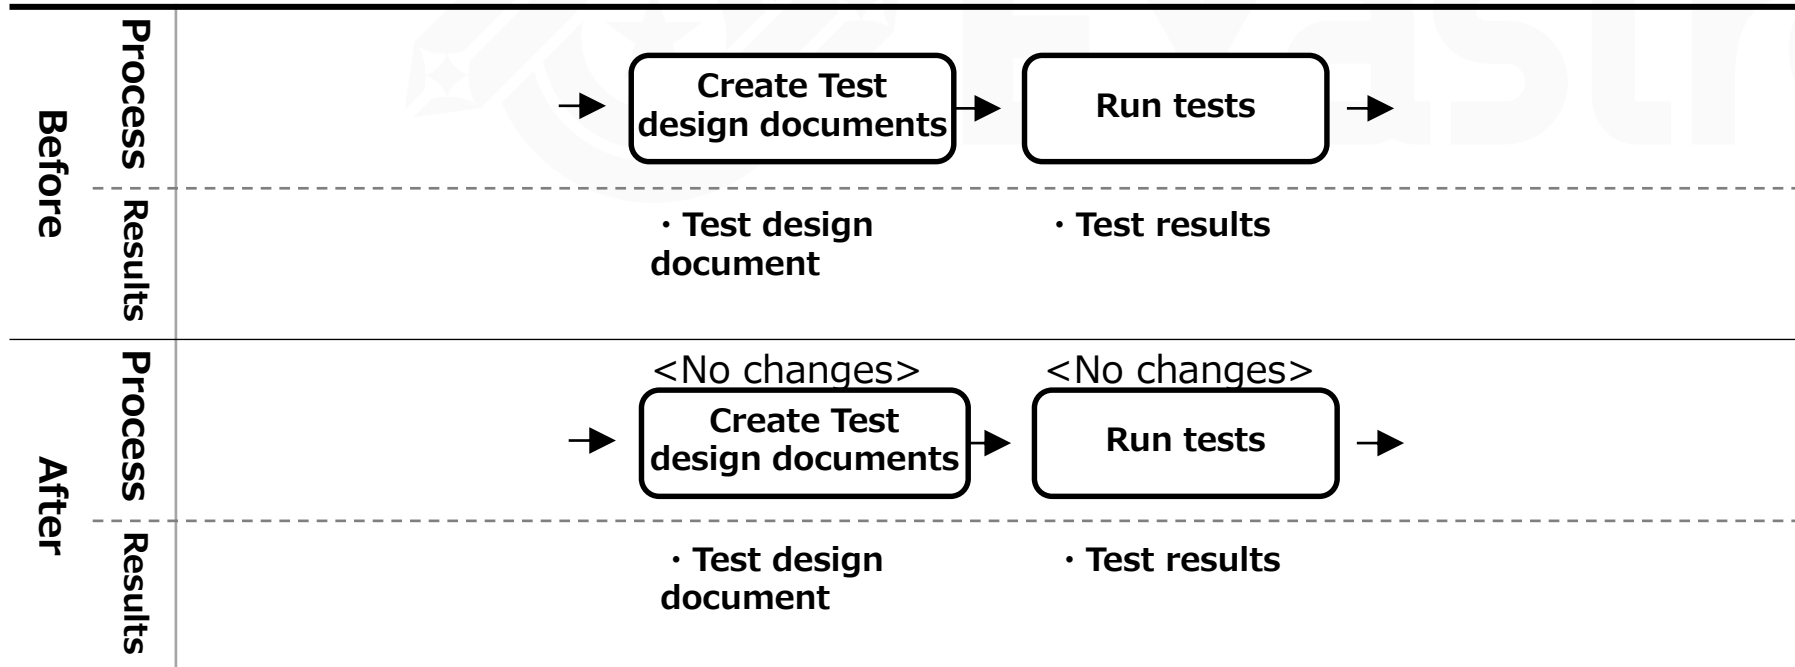 Before
Process
Create Test
design documents
Run tests
Results
・Test design
document
・Test results
After
Process
<No changes>
<No changes>
Create Test
design documents
Run tests
Results
・Test design
document
・Test results